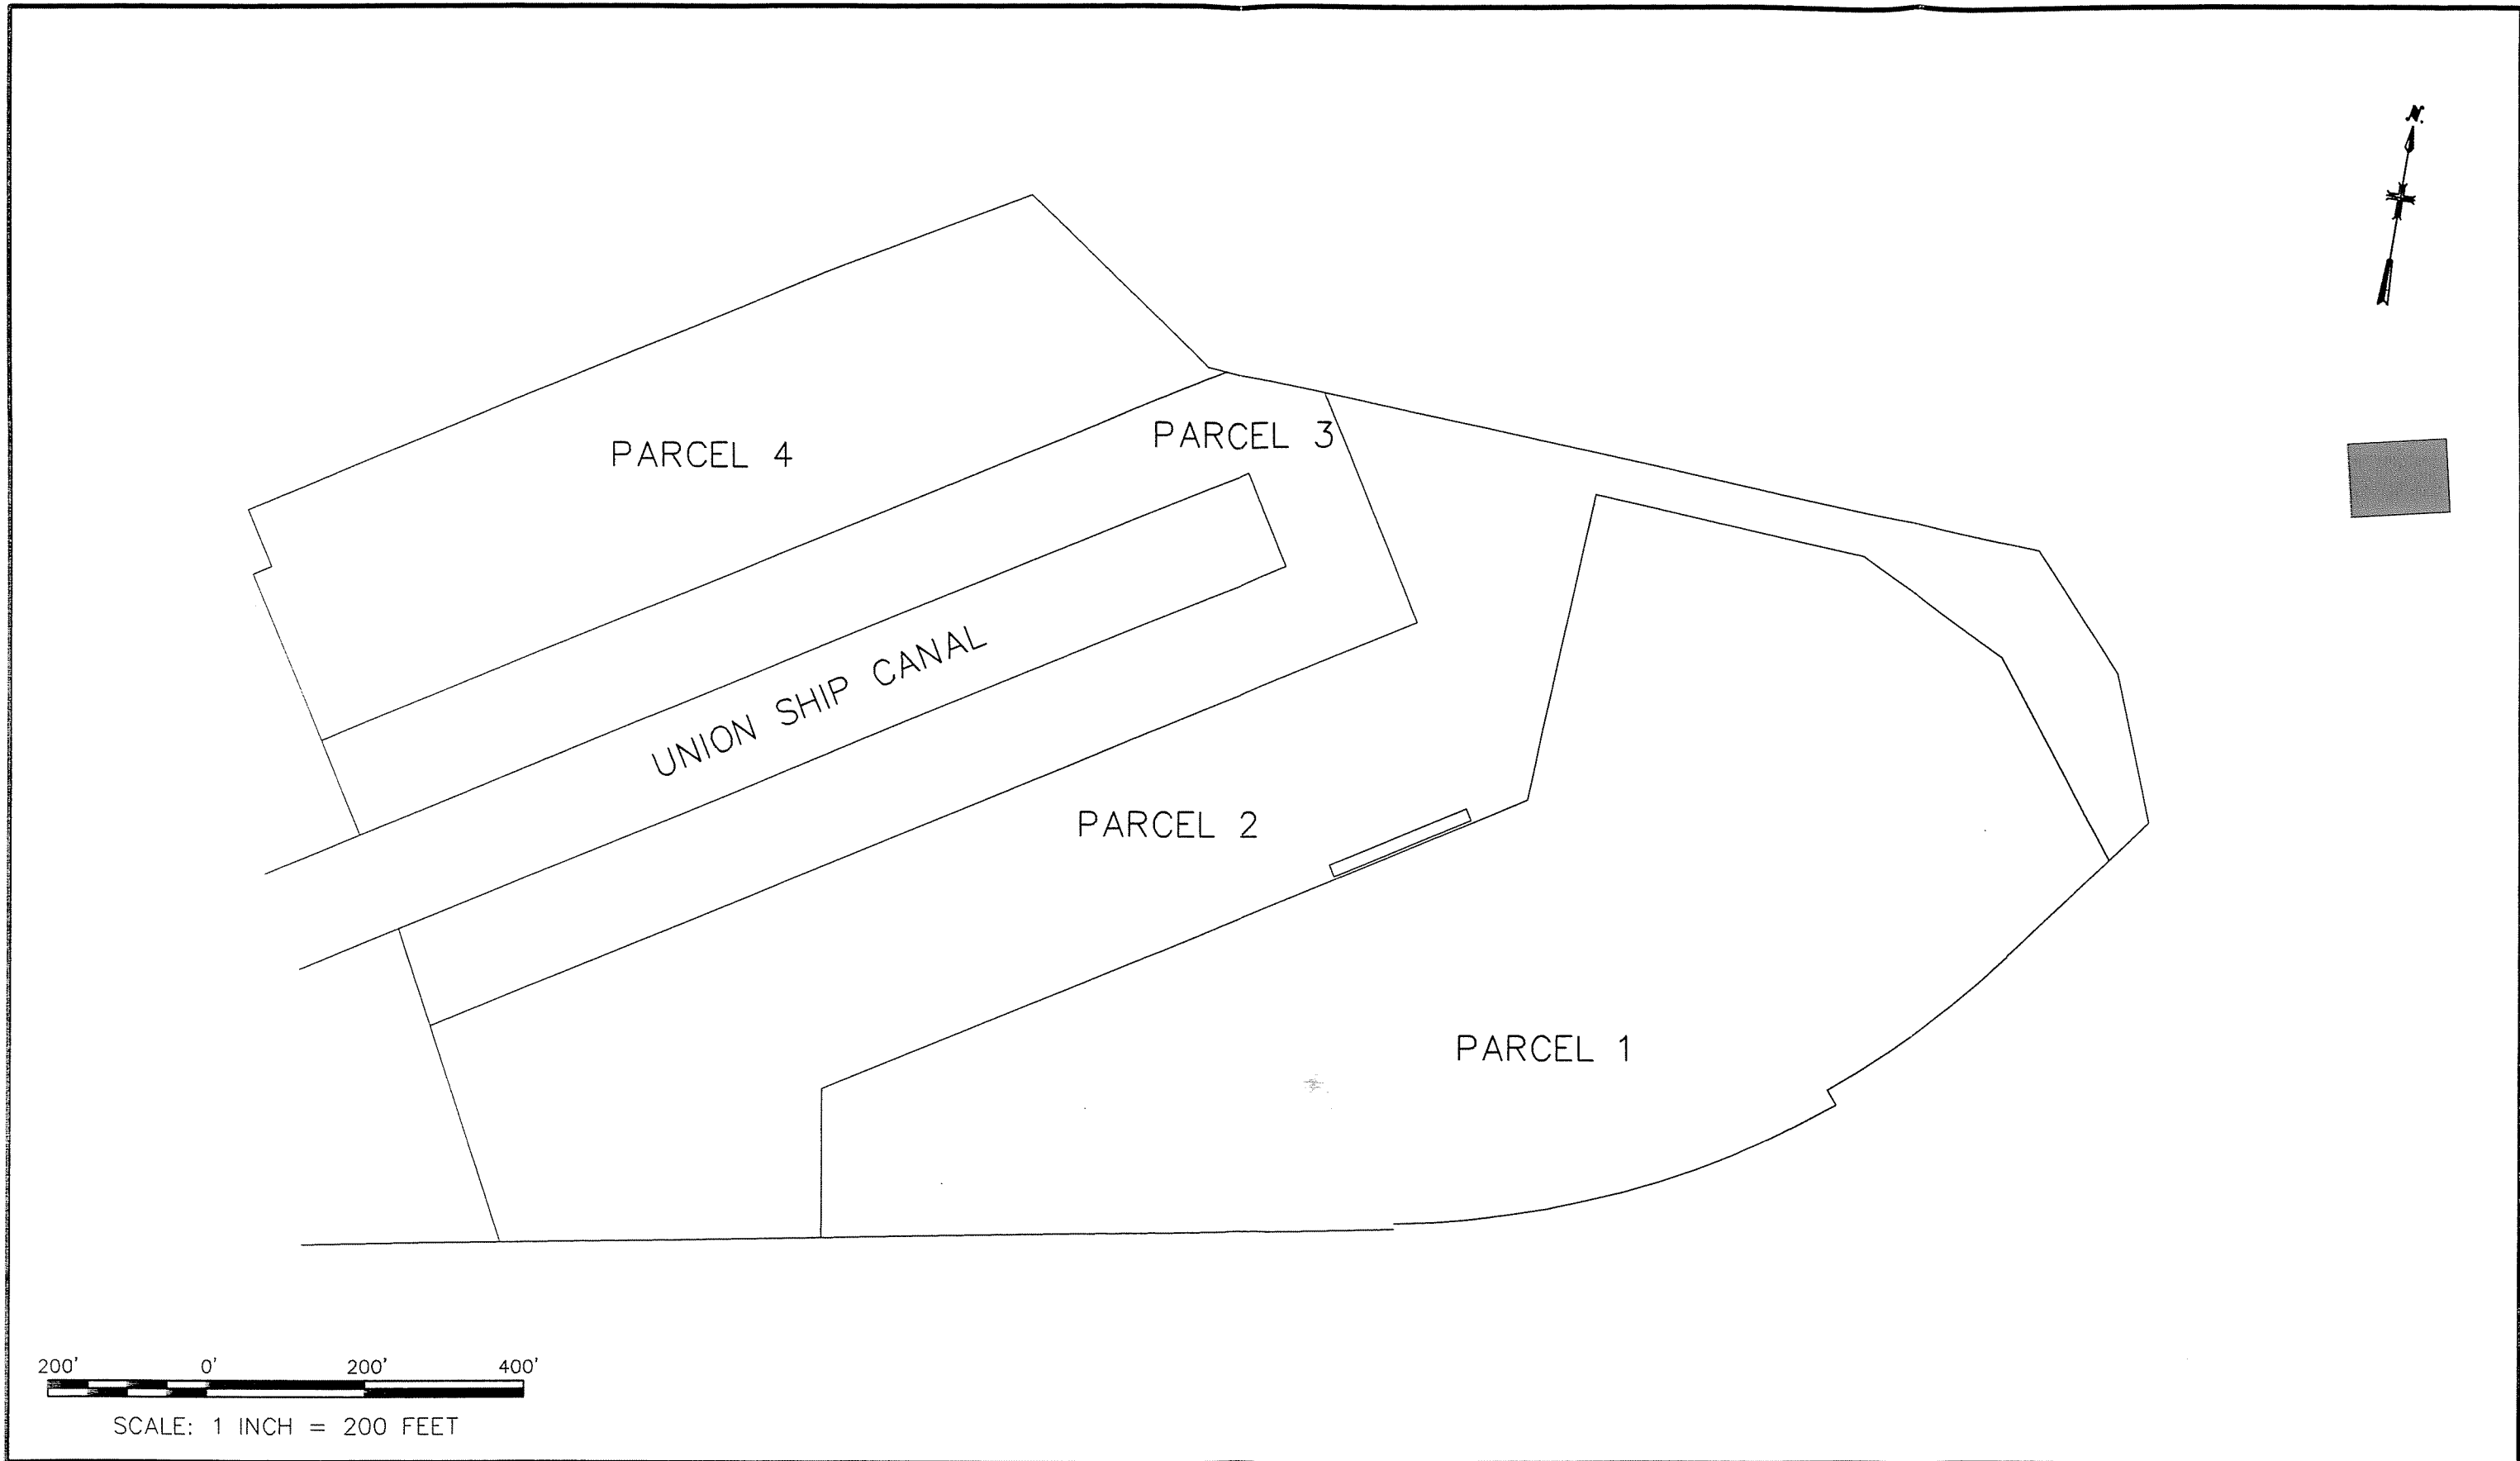 N.
PARCEL 4
PARCEL 3
UNION SHIP CANAL
PARCEL 2
PARCEL 1
200' 0' 200' 400'
SCALE: 1 INCH = 200 FEET